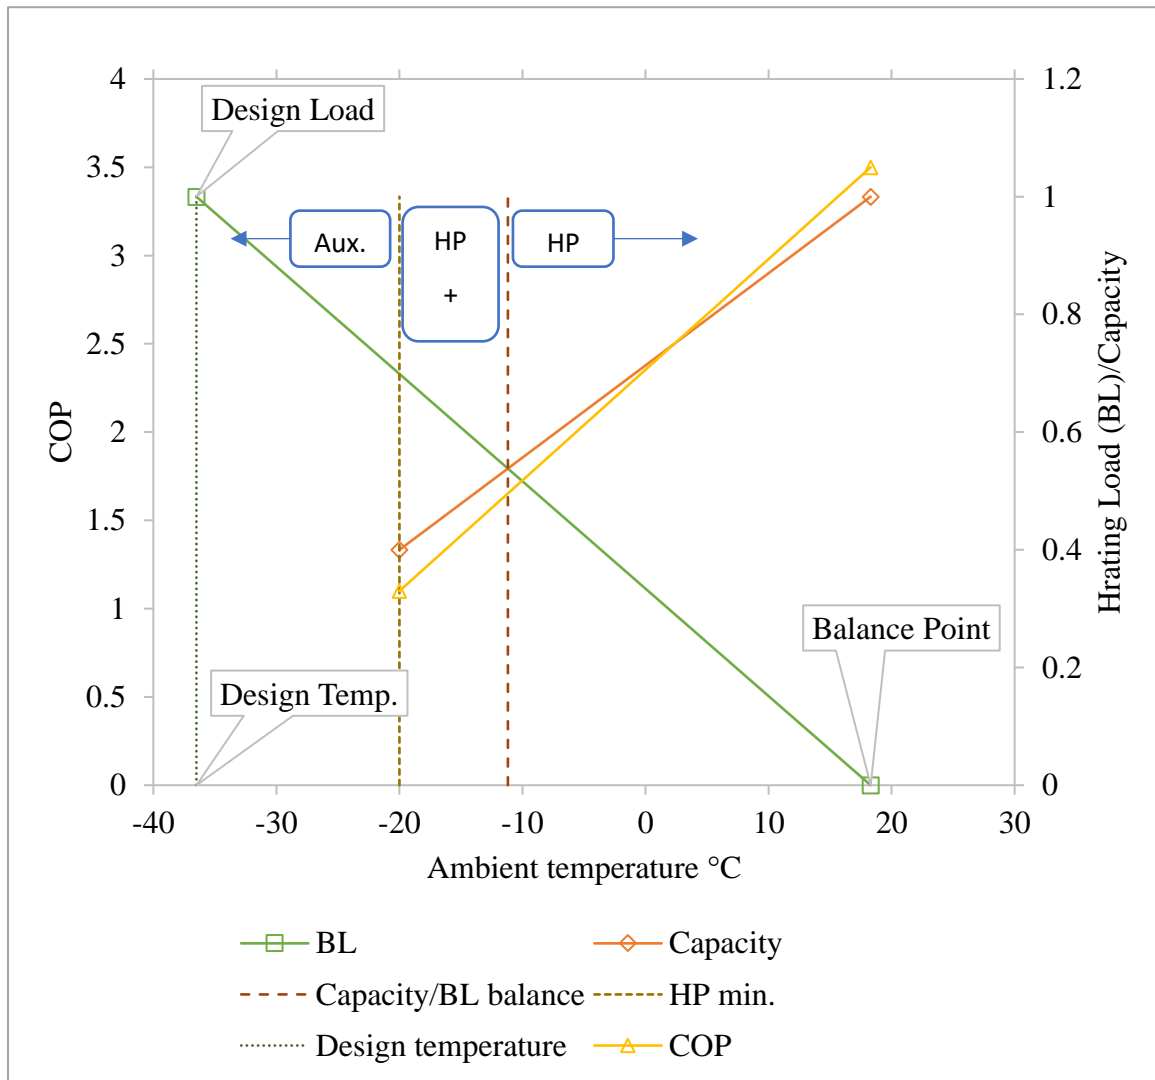 4
3.5
3
2.5
2
1.5
1
0.5
0
COP
1.2
1
0.8
0.6
0.4
0.2
0
Hrating Load (BL)/Capacity
Design Load
Aux.
HP
+
HP
Balance Point
Design Temp.
-40
-30
-20
-10
0
10
20
30
Ambient temperature °C
BL
Capacity
Capacity/BL balance
HP min.
Design temperature
COP